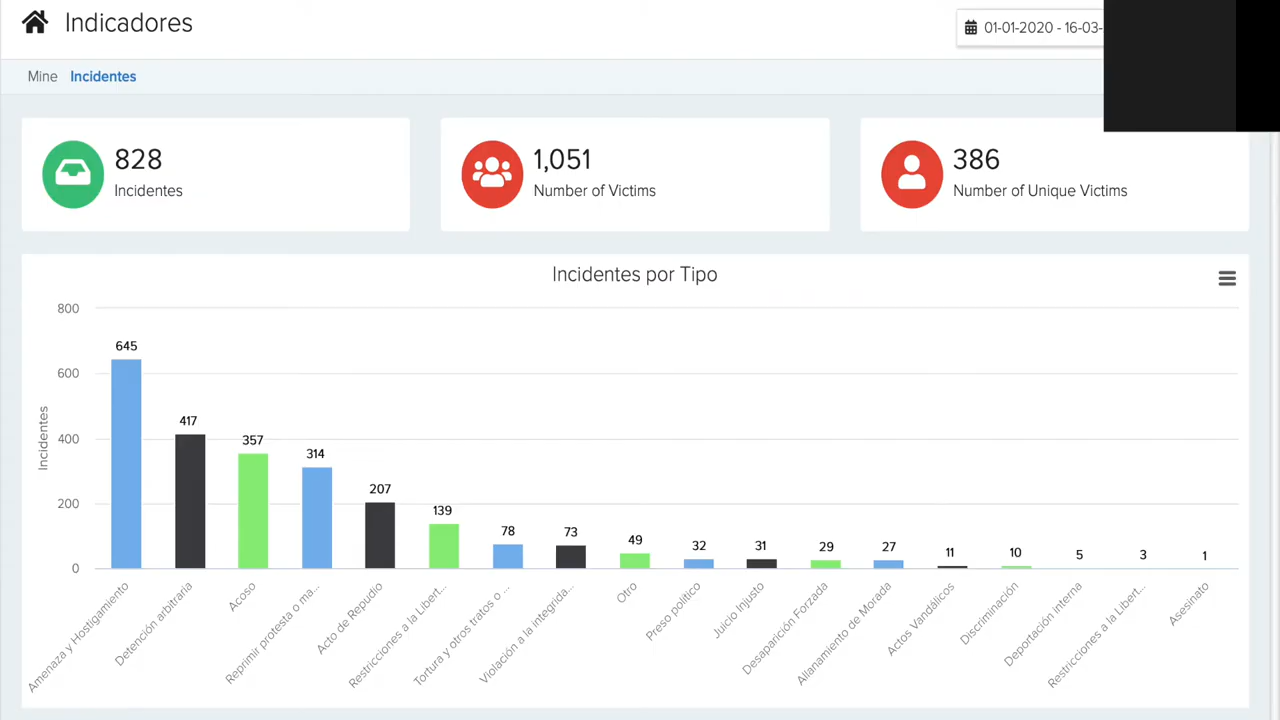 Indicadores
01-01-2020 - 16-03-
Mine Incidentes
828
Incidentes
1,051
Number of Victims
386
Number of Unique Victims
Incidentes por Tipo
Incidentes
800
600
400
200
0
645
417
357
314
207
139
78
73
49
32
31
29
27
11
10
5
3
1
Amenaza y Hostigamiento
Detención arbitraria
Acoso
Reprimir protesta o ma...
Acto de Repudio
Restricciones a la Libert...
Tortura y otros tratos o ...
Violación a la integrida...
Otro
Preso político
Juicio Injusto
Desaparición Forzada
Allanamiento de Morada
Actos Vandálicos
Discriminación
Deportación interna
Restricciones a la Libert...
Asesinato